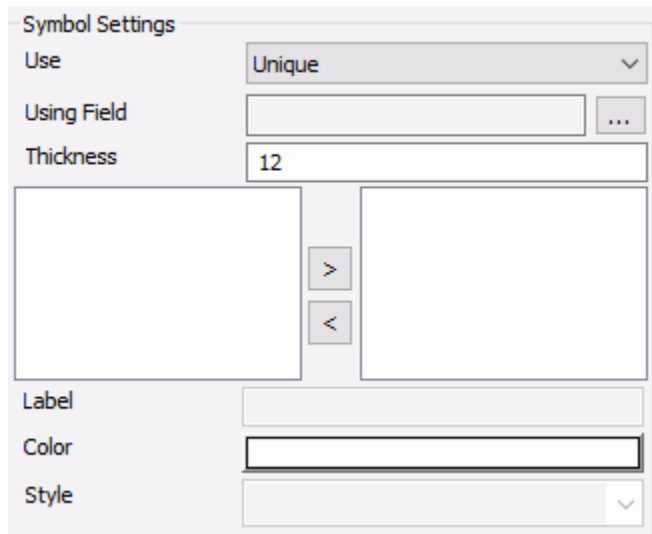 Symbol Settings
Use Unique
Using Field ...
Thickness 12
>
<
Label
Color
Style